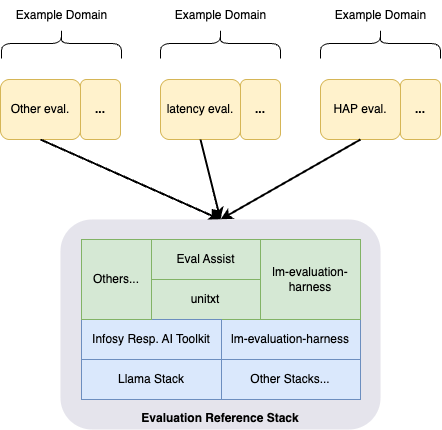 Example Domain
Example Domain
Example Domain
Other eval.
...
latency eval.
...
HAP eval.
...
Others...
Eval Assist
unitxt
lm-evaluation-
harness
Infosy Resp. AI Toolkit
lm-evaluation-harness
Llama Stack
Other Stacks...
Evaluation Reference Stack